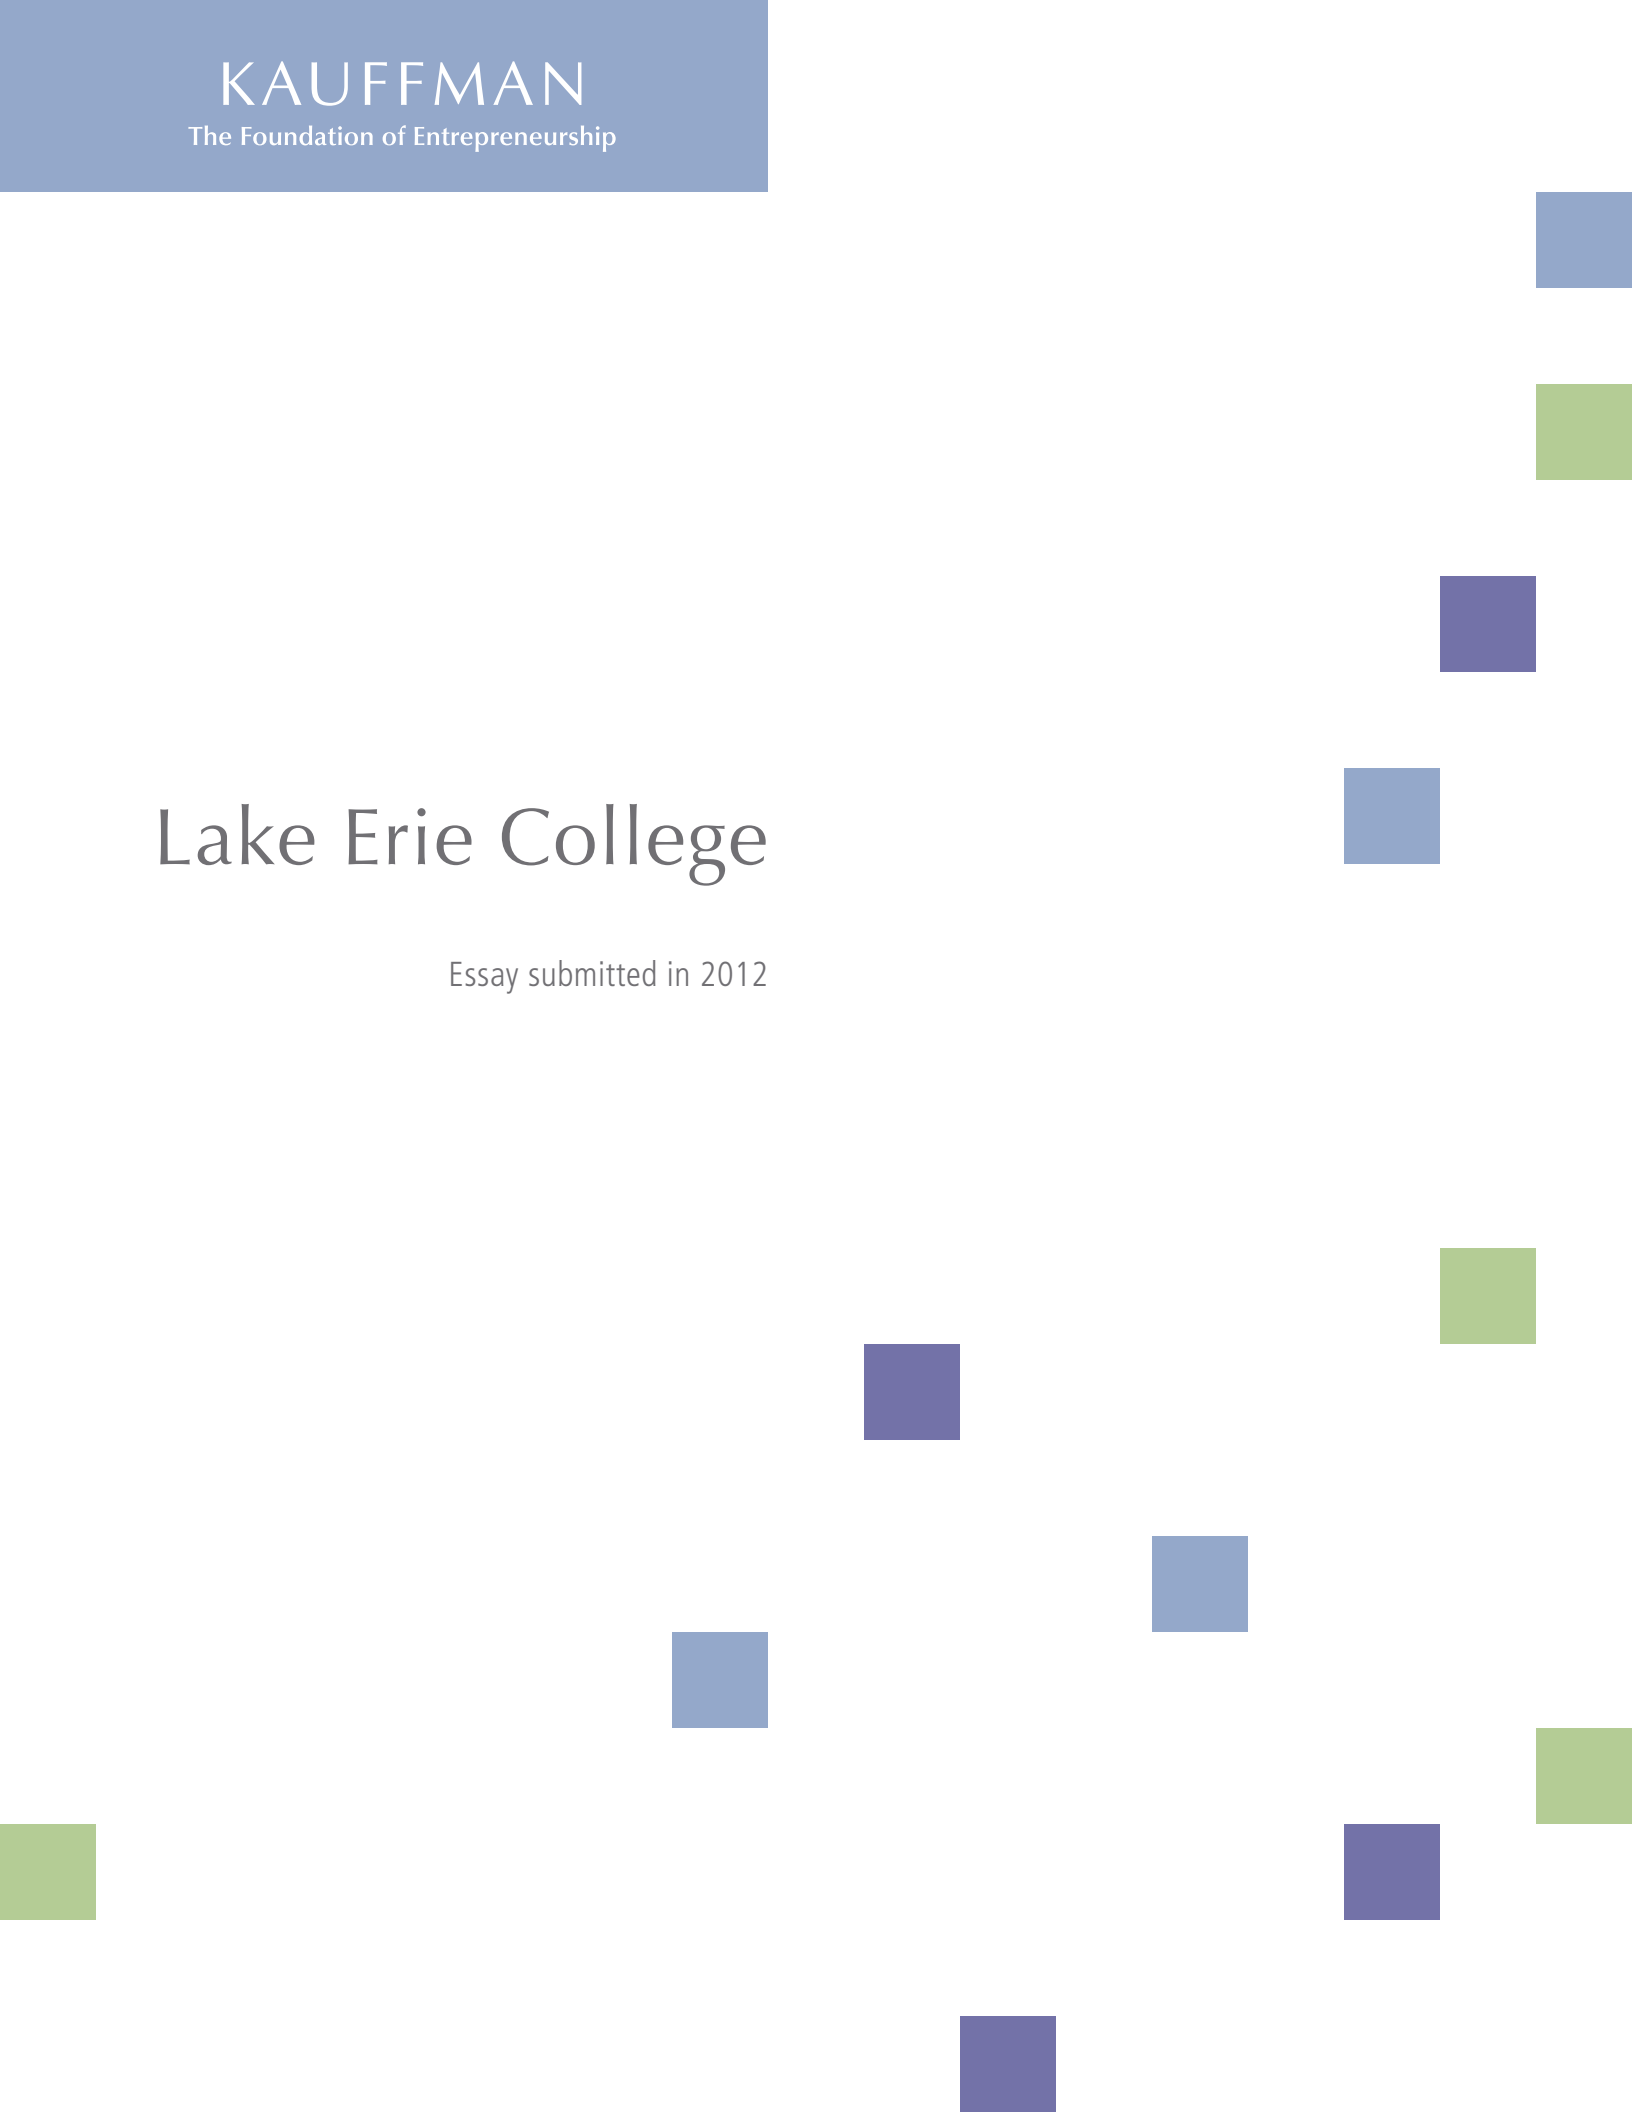 KAUFFMAN
The Foundation of Entrepreneurship
Lake Erie College
Essay submitted in 2012